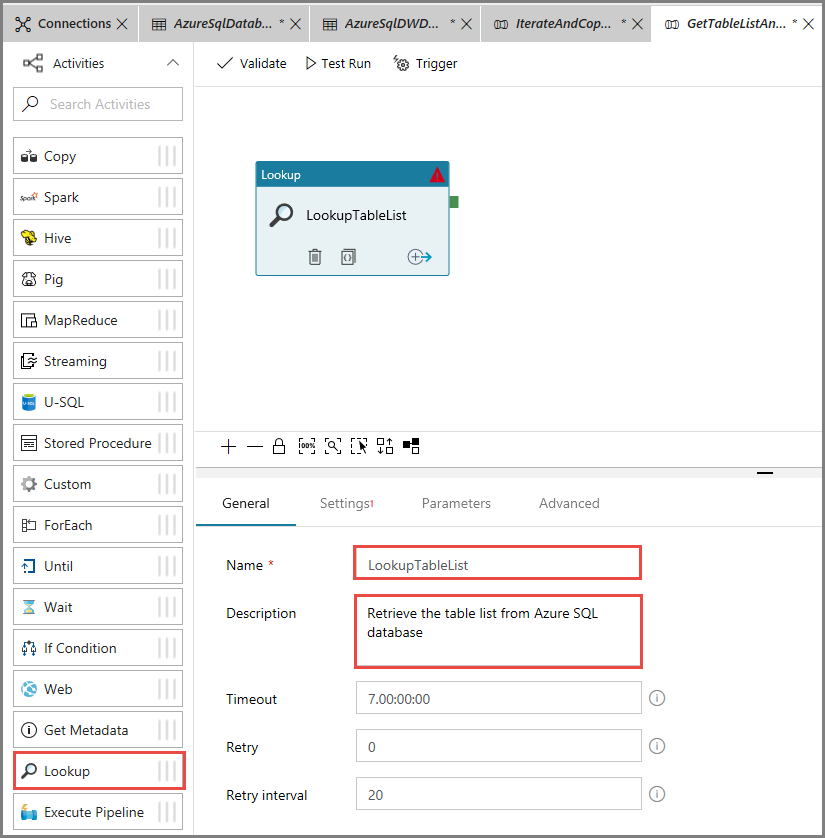 Connections
AzureSqlDatab... *
AzureSqlDWD... *
IterateAndCop... *
GetTableListAn... *
Activities
Validate
Test Run
Trigger
Search Activities
Copy
Spark
Hive
Pig
MapReduce
Streaming
U-SQL
Stored Procedure
Custom
ForEach
Until
Wait
If Condition
Web
Get Metadata
Lookup
Execute Pipeline
Lookup
LookupTableList
100%
General
Settings1
Parameters
Advanced
Name *
LookupTableList
Description
Retrieve the table list from Azure SQL
database
Timeout
7.00:00:00
Retry
0
Retry interval
20